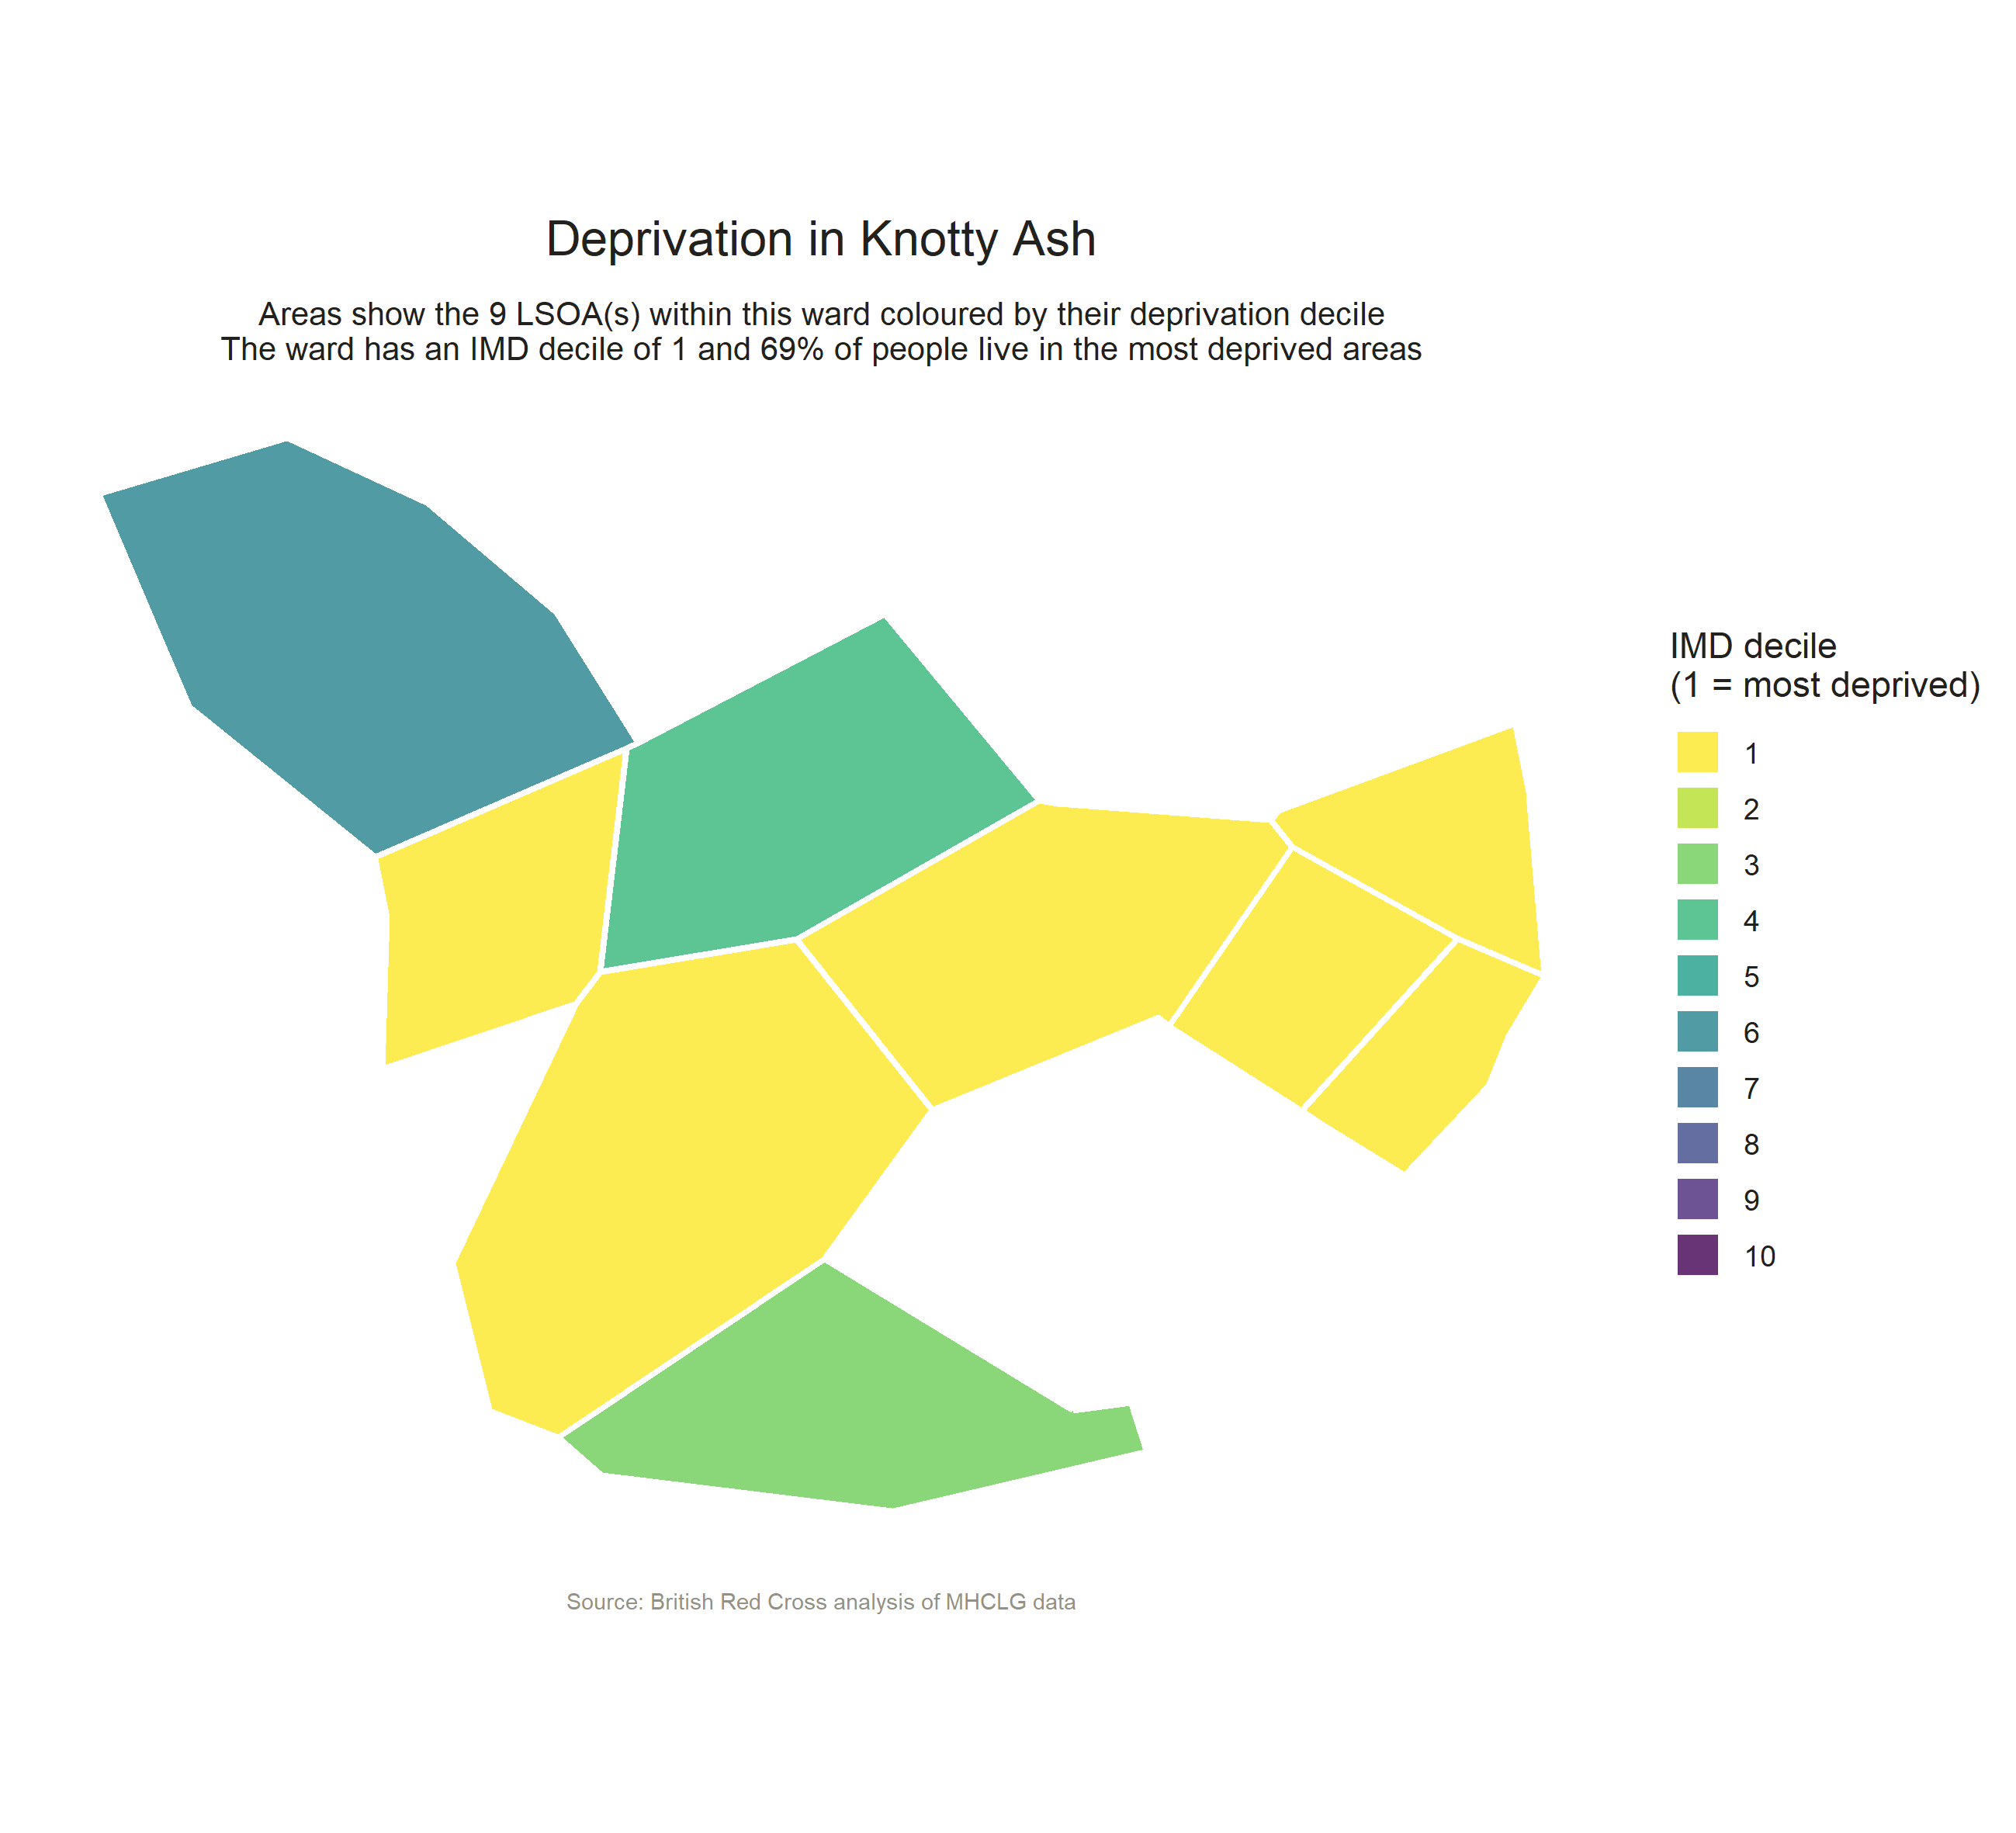 Deprivation in Knotty Ash
Areas show the 9 LSOA(s) within this ward coloured by their deprivation decile
The ward has an IMD decile of 1 and 69% of people live in the most deprived areas
IMD decile
(1 = most deprived)
1
2
3
4
5
6
7
8
9
10
Source: British Red Cross analysis of MHCLG data